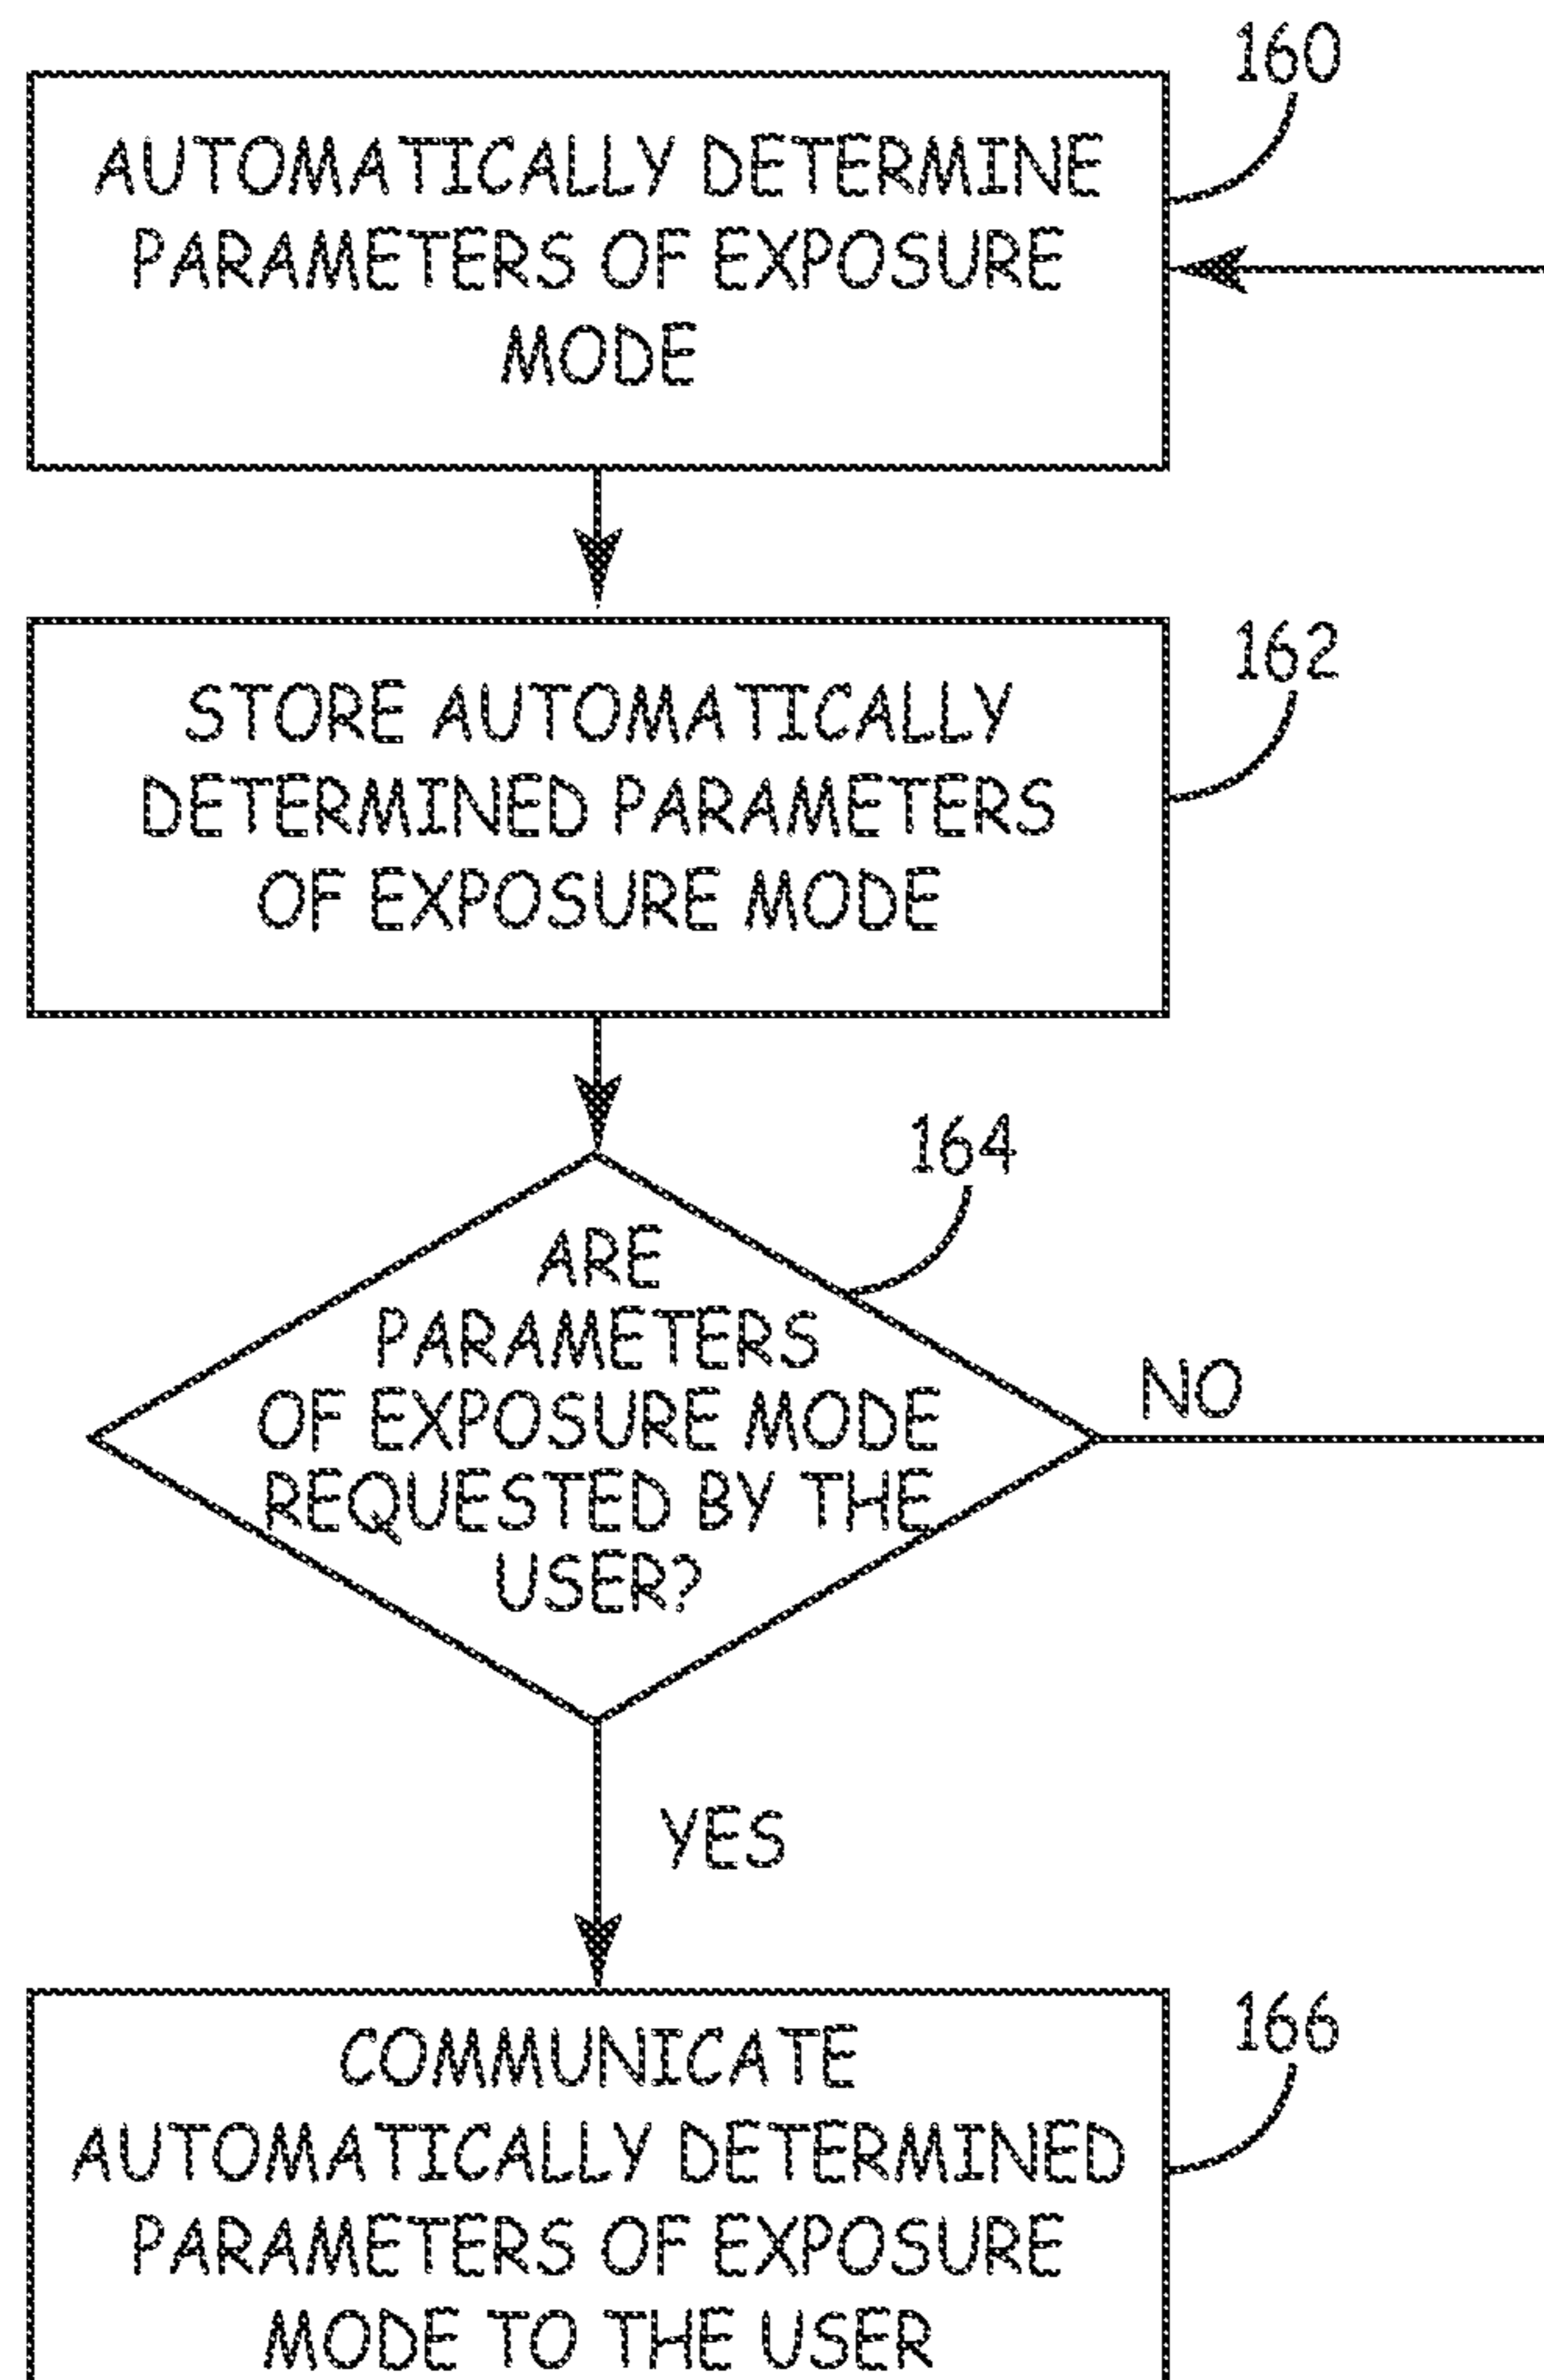 160
AUTOMATICALLY DETERMINE
PARAMETERS OF EXPOSURE
MODE
162
STORE AUTOMATICALLY
DETERMINED PARAMETERS
OF EXPOSURE MODE
164
ARE
PARAMETERS
OF EXPOSURE MODE
REQUESTED BY THE
USER?
NO
YES
166
COMMUNICATE
AUTOMATICALLY DETERMINED
PARAMETERS OF EXPOSURE
MODE TO THE USER